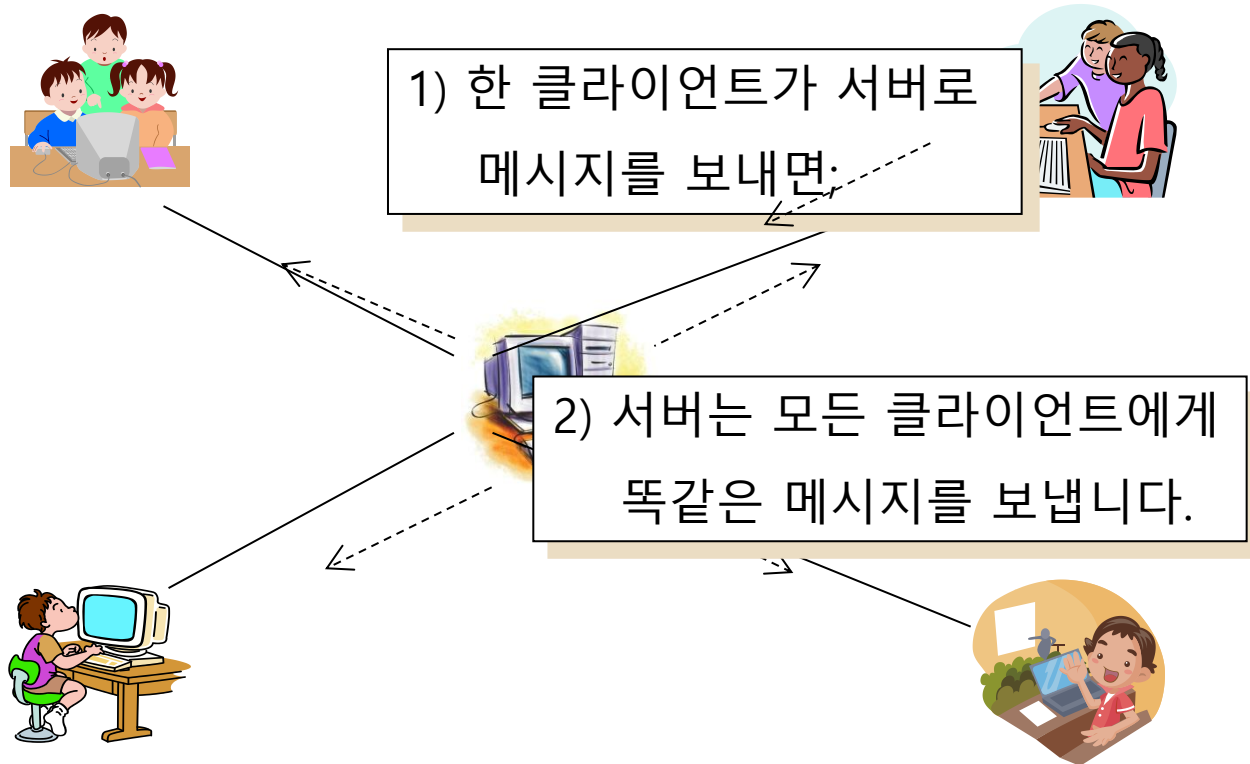 1) 한 클라이언트가 서버로
메시지를 보내면;
2) 서버는 모든 클라이언트에게
똑같은 메시지를 보냅니다.